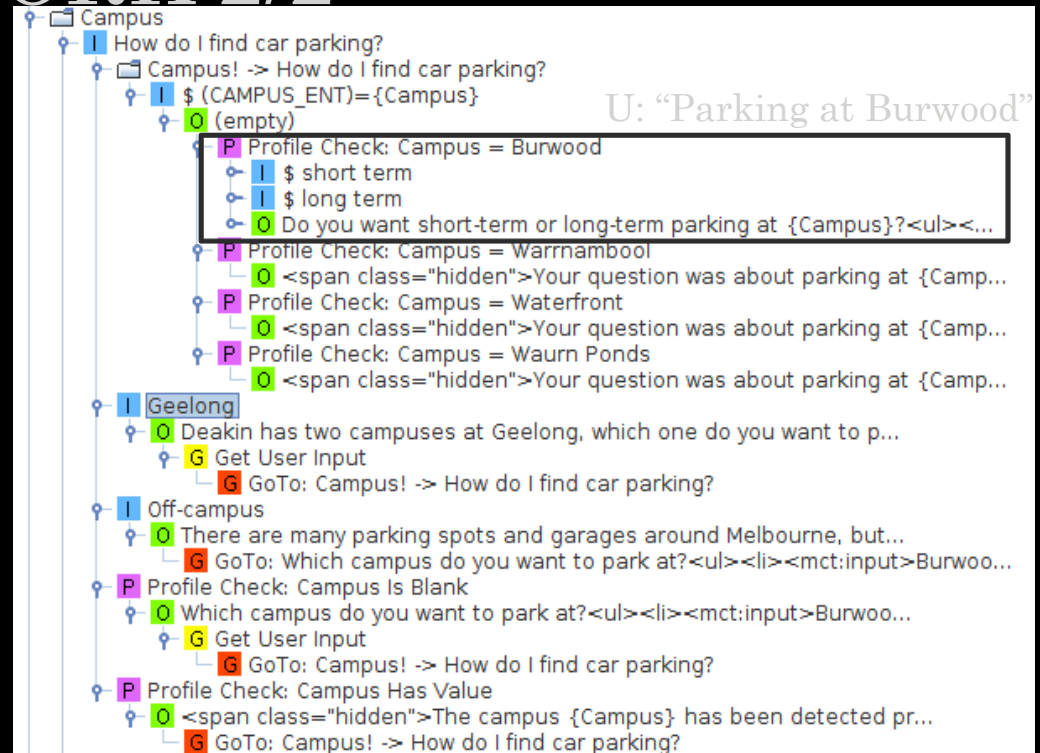 Campus
I How do I find car parking?
Campus! -> How do I find car parking?
I $ (CAMPUS_ENT)={Campus}
U: “Parking at Burwood”
O (empty)
P Profile Check: Campus = Burwood
I $ short term
I $ long term
O Do you want short-term or long-term parking at {Campus}?<ul><...
P Profile Check: Campus = Warrnambool
O <span class="hidden">Your question was about parking at {Camp...
P Profile Check: Campus = Waterfront
O <span class="hidden">Your question was about parking at {Camp...
P Profile Check: Campus = Waurn Ponds
O <span class="hidden">Your question was about parking at {Camp...
I Geelong
O Deakin has two campuses at Geelong, which one do you want to p...
G Get User Input
G GoTo: Campus! -> How do I find car parking?
I Off-campus
O There are many parking spots and garages around Melbourne, but...
G GoTo: Which campus do you want to park at?<ul><li><mct:input>Burwoo...
P Profile Check: Campus Is Blank
O Which campus do you want to park at?<ul><li><mct:input>Burwoo...
G Get User Input
G GoTo: Campus! -> How do I find car parking?
P Profile Check: Campus Has Value
O <span class="hidden">The campus {Campus} has been detected pr...
G GoTo: Campus! -> How do I find car parking?